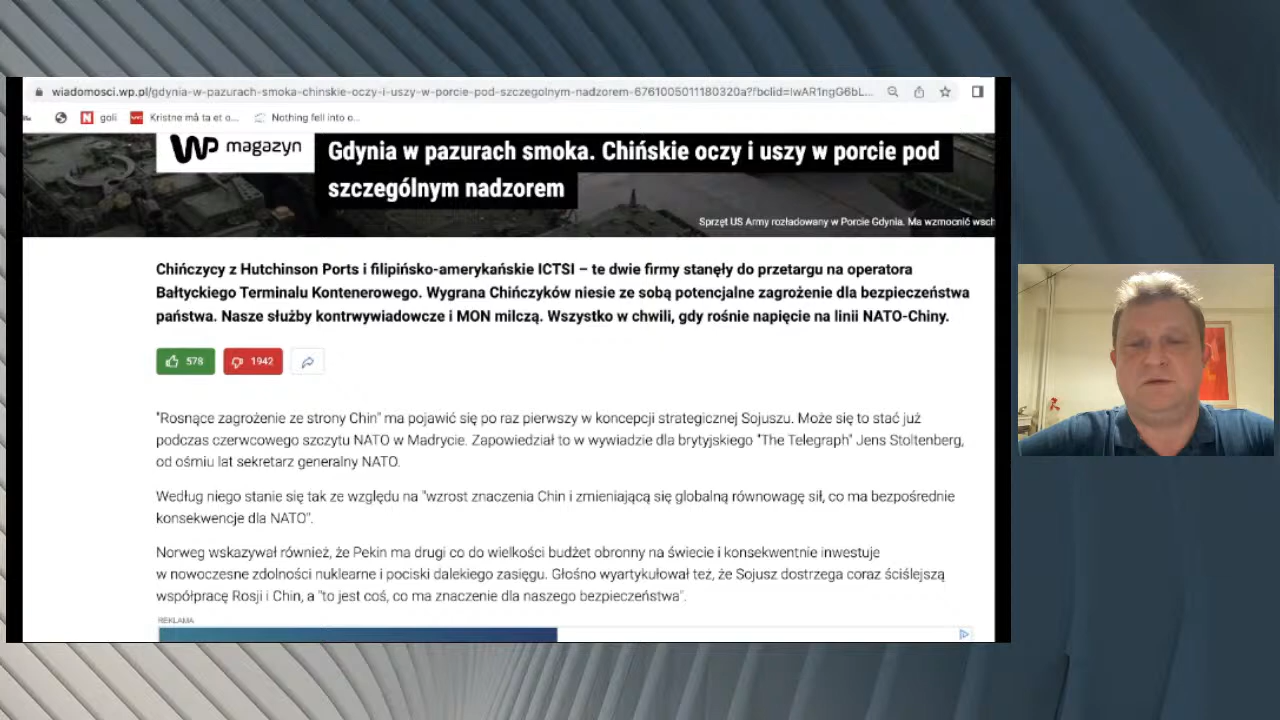 wiadomosci.wp.pl/gdynia-w-pazurach-smoka-chinskie-oczy-i-uszy-w-porcie-pod-szczegolnym-nadzorem-6761005011180320a?fbclid=IwAR1ngG6bL...
goli
Kristne må ta et o...
Nothing fell into o...
WP magazyn
Gdynia w pazurach smoka. Chińskie oczy i uszy w porcie pod
szczególnym nadzorem
Sprzęt US Army rozładowany w Porcie Gdynia. Ma wzmocnić wsch
Chińczycy z Hutchinson Ports i filipińsko-amerykańskie ICTSI – te dwie firmy stanęły do przetargu na operatora
Bałtyckiego Terminalu Kontenerowego. Wygrana Chińczyków niesie ze sobą potencjalne zagrożenie dla bezpieczeństwa
państwa. Nasze służby kontrwywiadowcze i MON milczą. Wszystko w chwili, gdy rośnie napięcie na linii NATO-Chiny.
578
1942
"Rosnące zagrożenie ze strony Chin" ma pojawić się po raz pierwszy w koncepcji strategicznej Sojuszu. Może się to stać już
podczas czerwcowego szczytu NATO w Madrycie. Zapowiedział to w wywiadzie dla brytyjskiego "The Telegraph" Jens Stoltenberg,
od ośmiu lat sekretarz generalny NATO.
Według niego stanie się tak ze względu na "wzrost znaczenia Chin i zmieniającą się globalną równowagę sił, co ma bezpośrednie
konsekwencje dla NATO".
Norweg wskazywał również, że Pekin ma drugi co do wielkości budżet obronny na świecie i konsekwentnie inwestuje
w nowoczesne zdolności nuklearne i pociski dalekiego zasięgu. Głośno wyartykułował też, że Sojusz dostrzega coraz ściślejszą
współpracę Rosji i Chin, a "to jest coś, co ma znaczenie dla naszego bezpieczeństwa".
REKLAMA